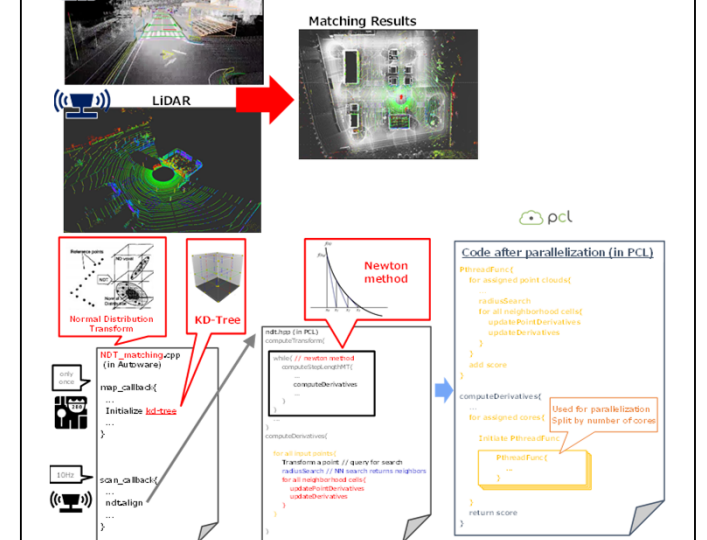 Matching Results
LiDAR
pcl
Reference points
ND voxel
NDT
Normal
Distribution
Normal Distribution
Transform
KD-Tree
Newton
method
NDT_matching.cpp
(in Autoware)
only
once
map_callback{
...
Initialize kd-tree
...
}
10Hz
scan_callback{
...
ndt.align
...
}
ndt.hpp (in PCL)
computeTransform{
while( // newton method
computeStepLengthMT(
...
computeDerivatives
...
}
}
...
}
computeDerivatives{
for all input points{
Transform a point // query for search
radiusSearch // NN search returns neighbors
for all neighborhood cells{
updatePointDerivatives
updateDerivatives
}
}
}
Code after parallelization (in PCL)
PthreadFunc{
for assigned point clouds{
...
radiusSearch
for all neighborhood cells{
updatePointDerivatives
updateDerivatives
}
}
add score
}
computeDerivatives{
...
for assigned cores{
Used for parallelization
Split by number of cores
Initiate PthreadFunc
PthreadFunc{
...
}
}
return score
}